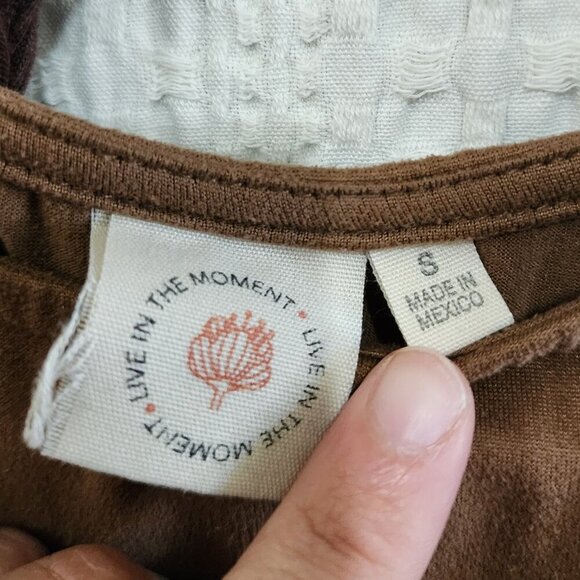 LIVE IN THE MOMENT • LIVE IN THE MOMENT •
S
MADE IN
MEXICO